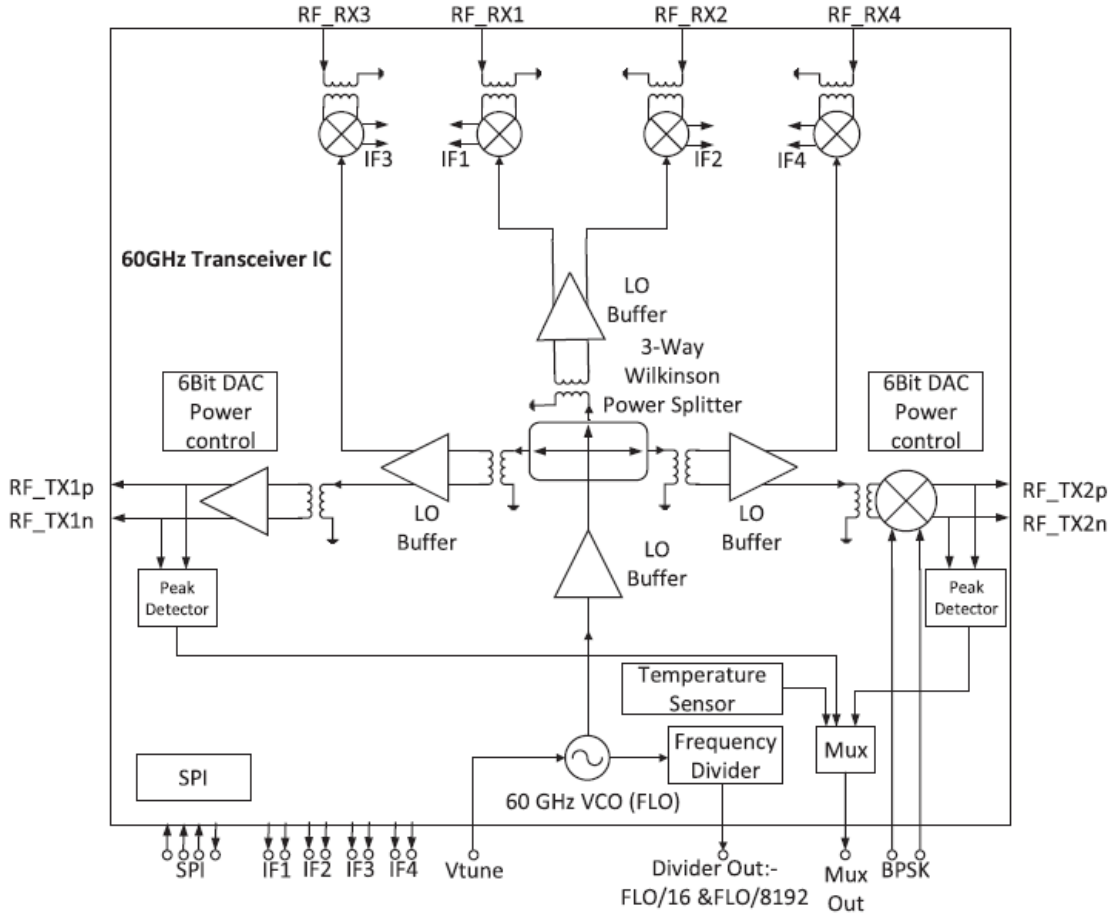 RF_RX3
RF_RX1
RF_RX2
RF_RX4
IF3
IF1
IF2
IF4
60GHz Transceiver IC
LO
Buffer
3-Way
Wilkinson
Power Splitter
6Bit DAC
Power
control
6Bit DAC
Power
control
RF_TX1p
RF_TX1n
LO
Buffer
LO
Buffer
LO
Buffer
RF_TX2p
RF_TX2n
Peak
Detector
Peak
Detector
Temperature
Sensor
Frequency
Divider
Mux
SPI
60 GHz VCO (FLO)
SPI
IF1
IF2
IF3
IF4
Vtune
Divider Out:-
FLO/16 &FLO/8192
Mux
Out
BPSK